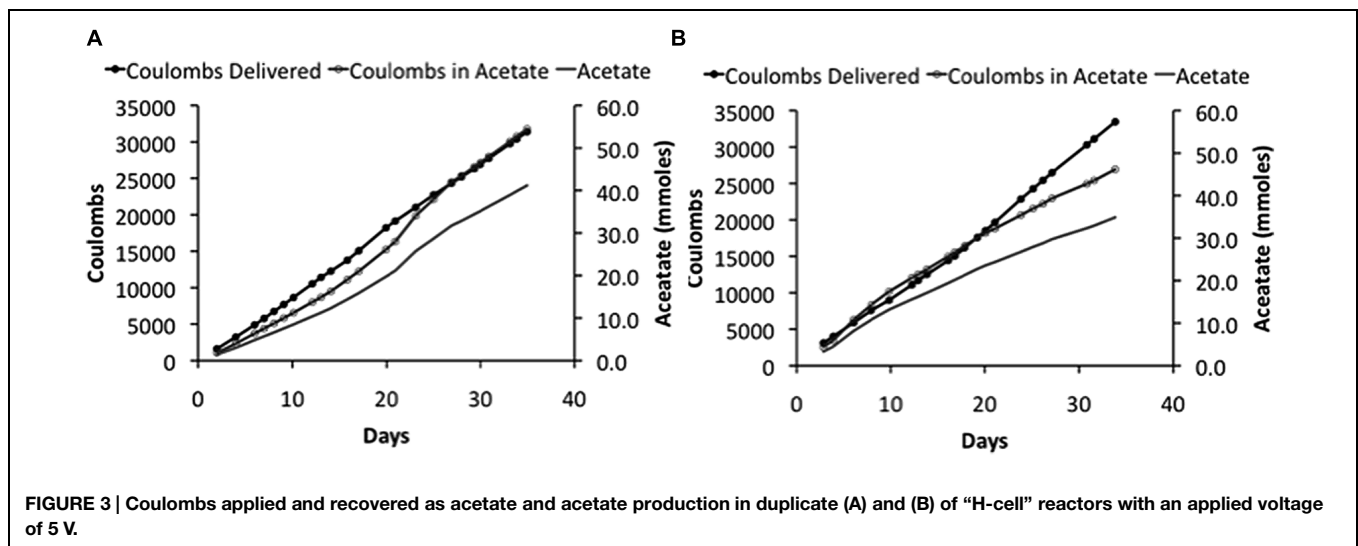 A
Coulombs Delivered Coulombs in Acetate Acetate
35000
30000
25000
20000
15000
10000
5000
0
Coulombs
60.0
50.0
40.0
30.0
20.0
10.0
0.0
Aceatate (mmoles)
0 10 20 30 40
Days
B
Coulombs Delivered Coulombs in Acetate Acetate
35000
30000
25000
20000
15000
10000
5000
0
Coulombs
60.0
50.0
40.0
30.0
20.0
10.0
0.0
Aceatate (mmoles)
0 10 20 30 40
Days
FIGURE 3 | Coulombs applied and recovered as acetate and acetate production in duplicate (A) and (B) of “H-cell” reactors with an applied voltage
of 5 V.